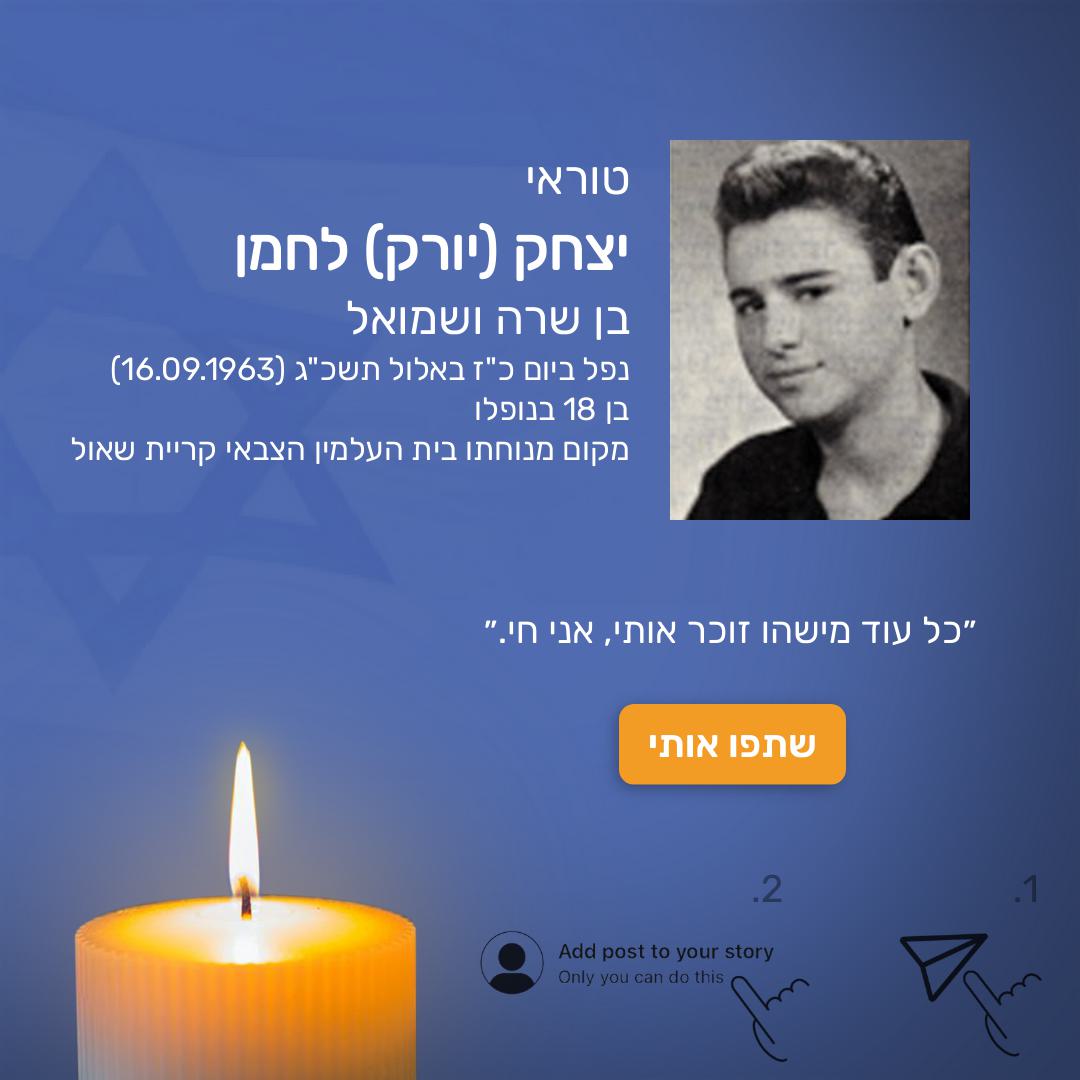 טוראי
יצחק (יורק) לחמן
בן שרה ושמואל
נפל ביום כ"ז באלול תשכ"ג (16.09.1963)
בן 18 בנופלו
מקום מנוחתו בית העלמין הצבאי קריית שאול
״כל עוד מישהו זוכר אותי, אני חי.״
שתפו אותי
.1
.2
Add post to your story
Only you can do this